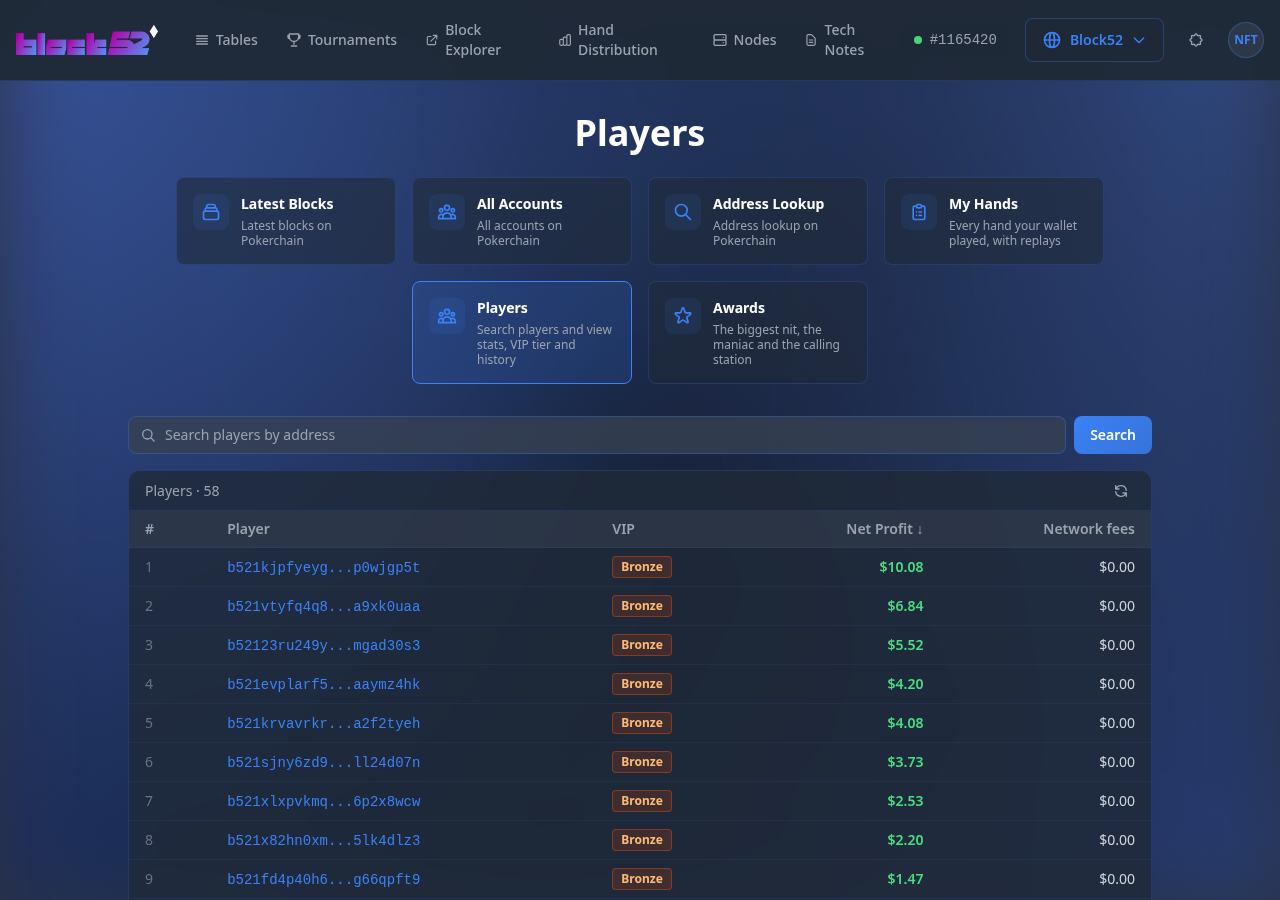 block52
Tables
Tournaments
Block
Explorer
Hand
Distribution
Nodes
Tech
Notes
#1165420
Block52
NFT
Players
Latest Blocks
Latest blocks on
Pokerchain
All Accounts
All accounts on
Pokerchain
Address Lookup
Address lookup on
Pokerchain
My Hands
Every hand your wallet
played, with replays
Players
Search players and view
stats, VIP tier and
history
Awards
The biggest nit, the
maniac and the calling
station
Search players by address
Search
Players · 58
# Player VIP Net Profit ↓ Network fees
1 b521kjpfyeyg...p0wjgp5t Bronze $10.08 $0.00
2 b521vtyfq4q8...a9xk0uaa Bronze $6.84 $0.00
3 b52123ru249y...mgad30s3 Bronze $5.52 $0.00
4 b521evplarf5...aaymz4hk Bronze $4.20 $0.00
5 b521krvavrkr...a2f2tyeh Bronze $4.08 $0.00
6 b521sjny6zd9...ll24d07n Bronze $3.73 $0.00
7 b521xlxpvkmq...6p2x8wcw Bronze $2.53 $0.00
8 b521x82hn0xm...5lk4dlz3 Bronze $2.20 $0.00
9 b521fd4p40h6...g66qpft9 Bronze $1.47 $0.00